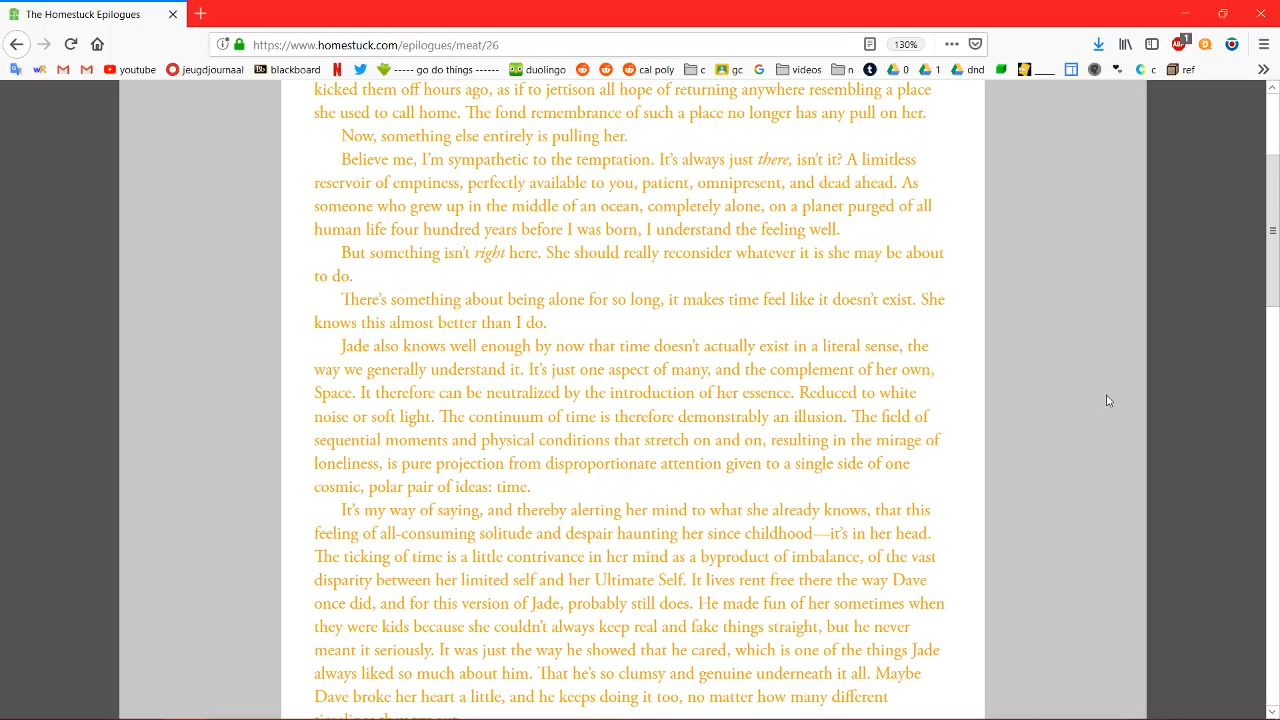 The Homestuck Epilogues
https://www.homestuck.com/epilogues/meat/26
130%
1
youtube
jeugdjournaal
blackboard
----- go do things -----
duolingo
cal poly
c
gc
videos
n
0
1
dnd
____
c
ref
kicked them off hours ago, as if to jettison all hope of returning anywhere resembling a place
she used to call home. The fond remembrance of such a place no longer has any pull on her.
Now, something else entirely is pulling her.
Believe me, I'm sympathetic to the temptation. It's always just there, isn't it? A limitless
reservoir of emptiness, perfectly available to you, patient, omnipresent, and dead ahead. As
someone who grew up in the middle of an ocean, completely alone, on a planet purged of all
human life four hundred years before I was born, I understand the feeling well.
But something isn't right here. She should really reconsider whatever it is she may be about
to do.
There's something about being alone for so long, it makes time feel like it doesn't exist. She
knows this almost better than I do.
Jade also knows well enough by now that time doesn't actually exist in a literal sense, the
way we generally understand it. It's just one aspect of many, and the complement of her own,
Space. It therefore can be neutralized by the introduction of her essence. Reduced to white
noise or soft light. The continuum of time is therefore demonstrably an illusion. The field of
sequential moments and physical conditions that stretch on and on, resulting in the mirage of
loneliness, is pure projection from disproportionate attention given to a single side of one
cosmic, polar pair of ideas: time.
It's my way of saying, and thereby alerting her mind to what she already knows, that this
feeling of all-consuming solitude and despair haunting her since childhood—it's in her head.
The ticking of time is a little contrivance in her mind as a byproduct of imbalance, of the vast
disparity between her limited self and her Ultimate Self. It lives rent free there the way Dave
once did, and for this version of Jade, probably still does. He made fun of her sometimes when
they were kids because she couldn't always keep real and fake things straight, but he never
meant it seriously. It was just the way he showed that he cared, which is one of the things Jade
always liked so much about him. That he's so clumsy and genuine underneath it all. Maybe
Dave broke her heart a little, and he keeps doing it too, no matter how many different